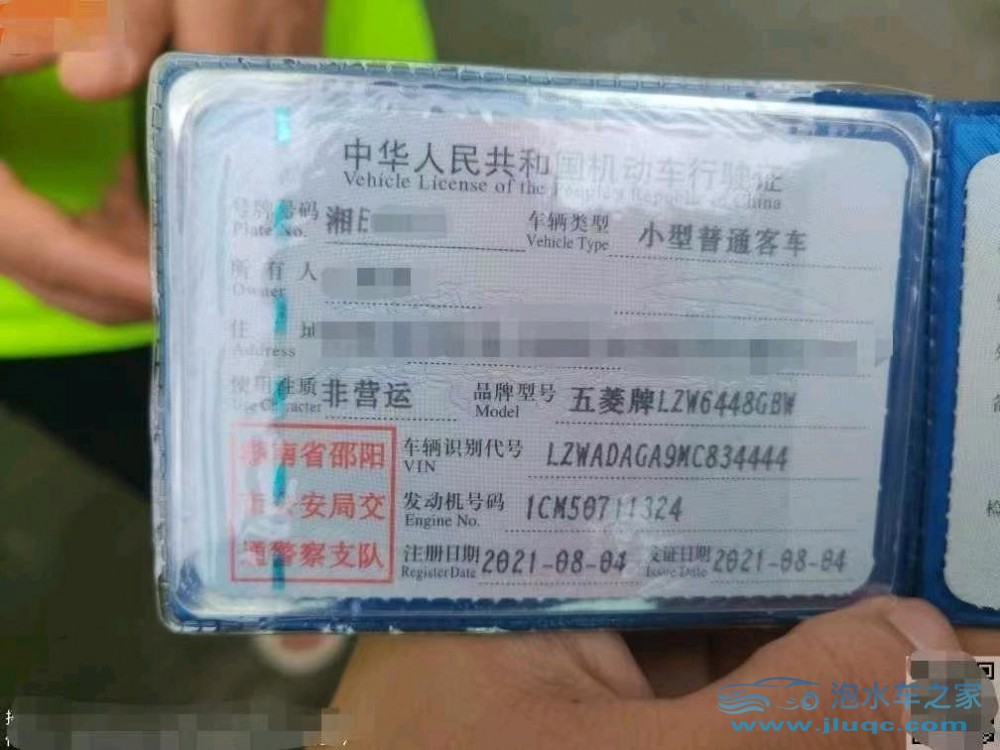 中华人民共和国机动车行驶证
Vehicle License of the People's Republic of China
号牌号码 湘E 车辆类型 小型普通客车
Plate No. Vehicle Type
所有人
Owner
住址
Address
使用性质 非营运 品牌型号 五菱牌LZW6448GBW
Use Character Model
湖南省邵阳 车辆识别代号 LZWADAGA9MC834444
VIN
市公安局交 发动机号码 1CM50711324
Engine No.
通警察支队 注册日期 2021-08-04 发证日期 2021-08-04
Register Date Issue Date
泡水车之家
www.jluqc.com